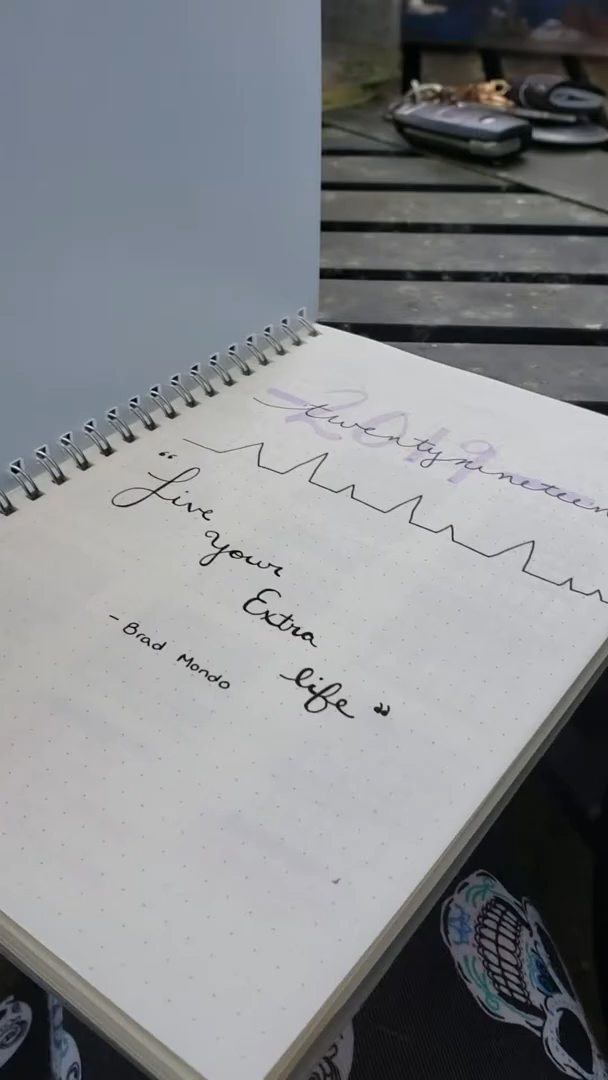 2019
twentynineteen
“Live
your
Extra
life”
- Brad Mondo